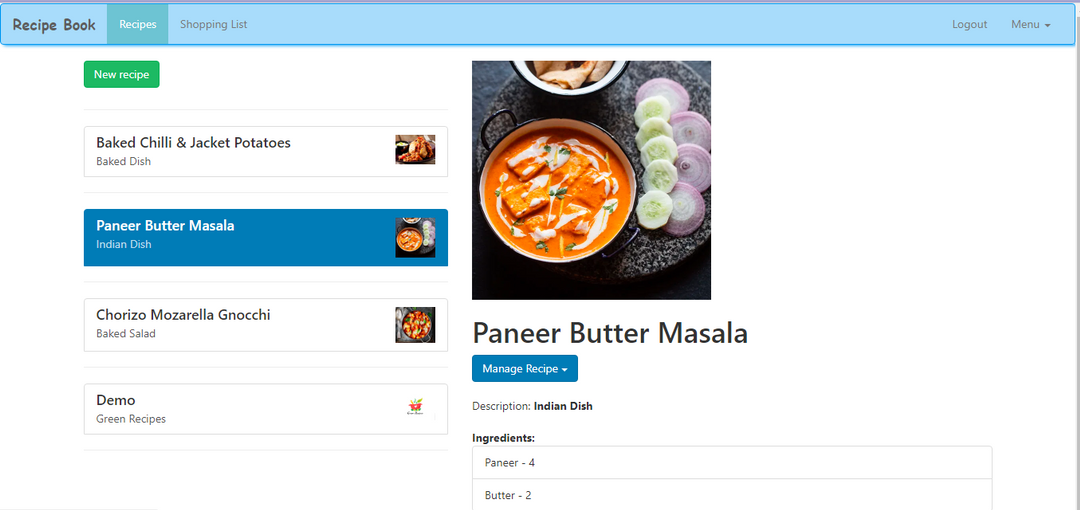 Recipe Book Recipes Shopping List Logout Menu
New recipe
Baked Chilli & Jacket Potatoes
Baked Dish
Paneer Butter Masala
Indian Dish
Chorizo Mozarella Gnocchi
Baked Salad
Demo
Green Recipes
Paneer Butter Masala
Manage Recipe
Description: Indian Dish
Ingredients:
Paneer - 4
Butter - 2